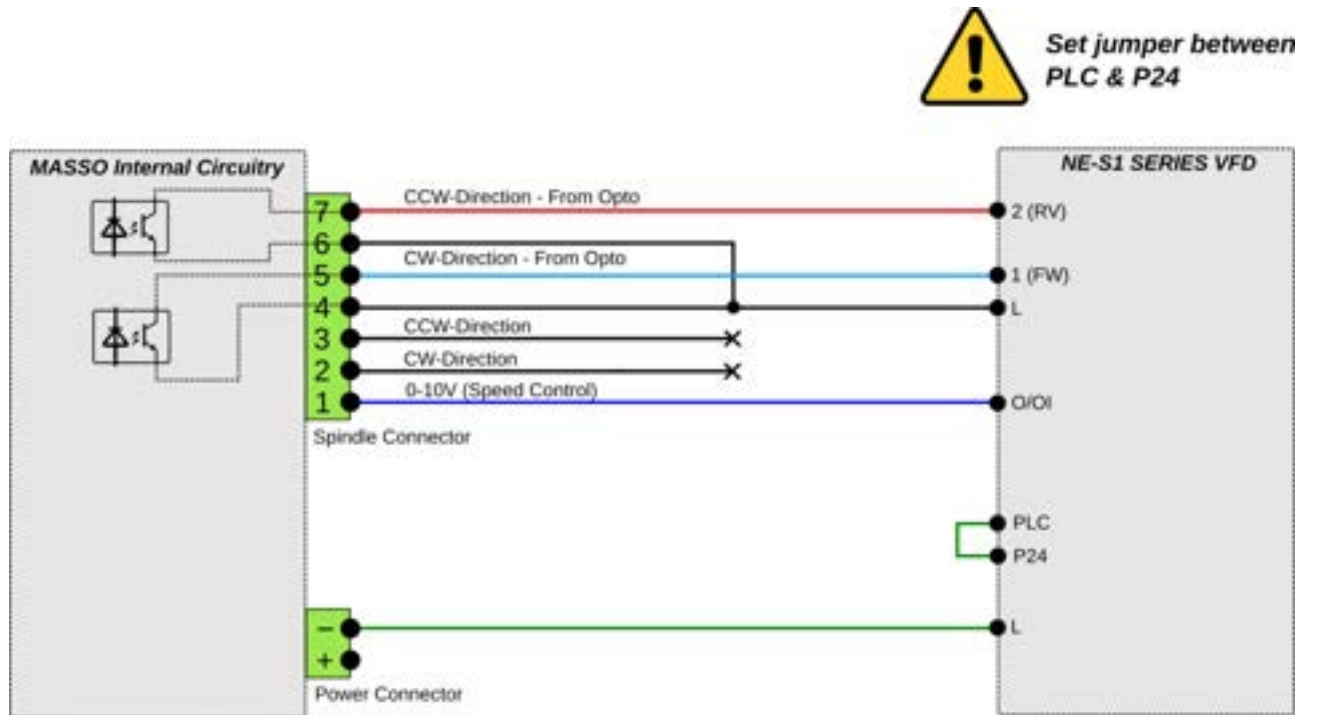 Set jumper between
PLC & P24
MASSO Internal Circuitry
NE-S1 SERIES VFD
7
CCW-Direction - From Opto
2 (RV)
6
CW-Direction - From Opto
5
1 (FW)
4
L
CCW-Direction
3
CW-Direction
2
0-10V (Speed Control)
1
O/OI
Spindle Connector
PLC
P24
−
L
+
Power Connector